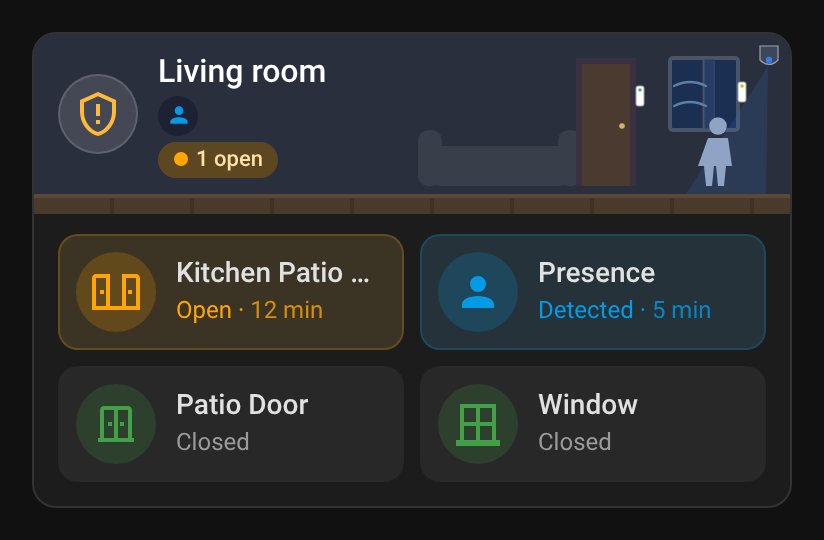 Living room
1 open
Kitchen Patio ...
Open · 12 min
Presence
Detected · 5 min
Patio Door
Closed
Window
Closed